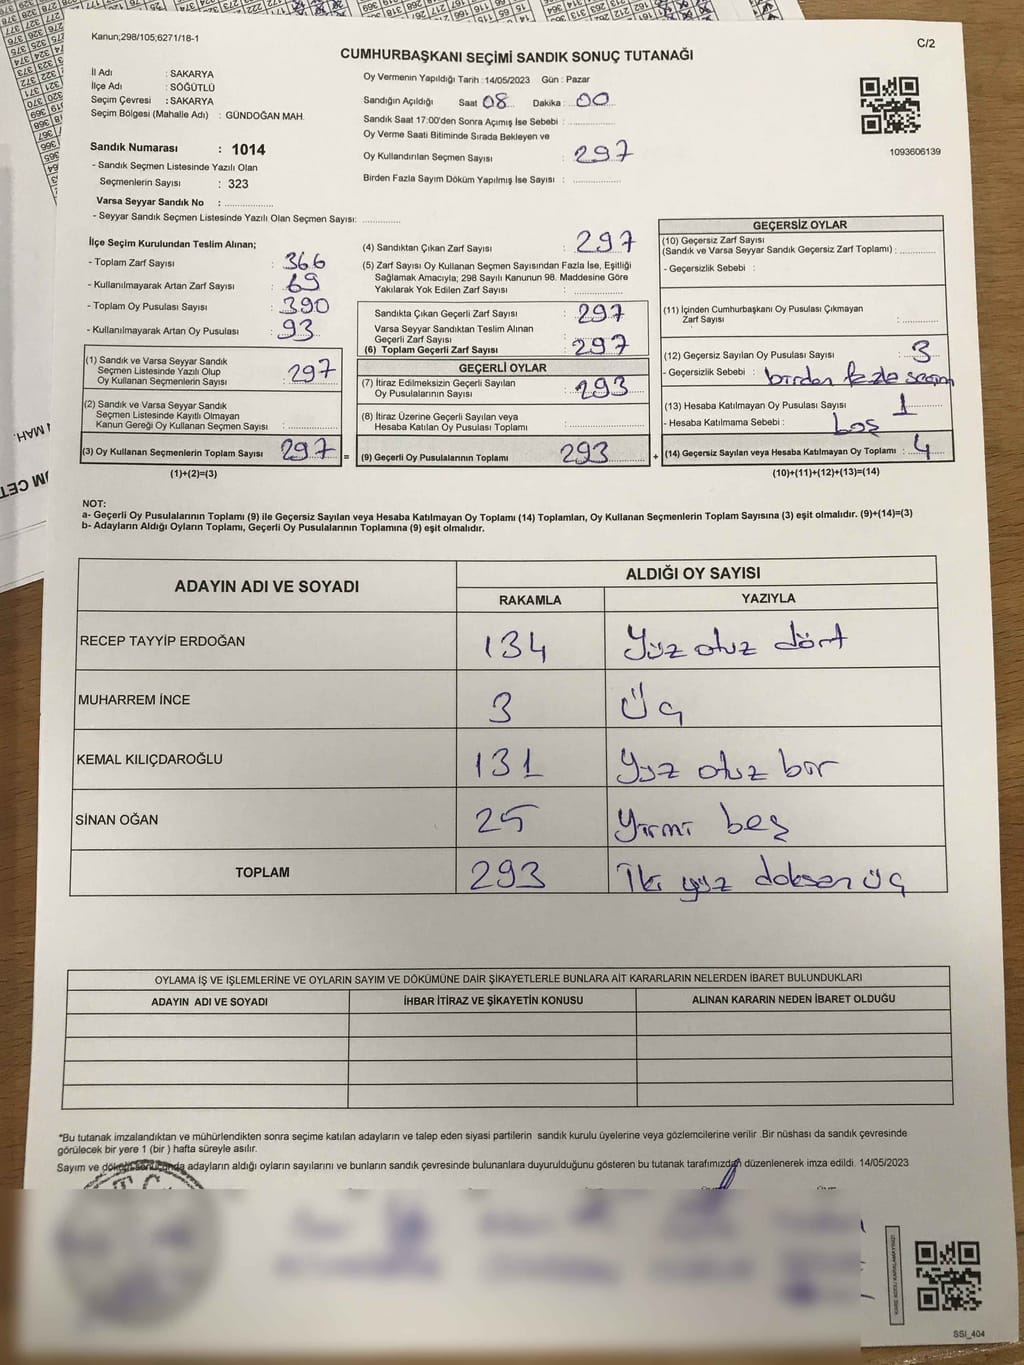 Kanun;298/105;6271/18-1
C/2
CUMHURBAŞKANI SEÇİMİ SANDIK SONUÇ TUTANAĞI
İl Adı : SAKARYA
İlçe Adı : SÖĞÜTLÜ
Seçim Çevresi : SAKARYA
Seçim Bölgesi (Mahalle Adı) : GÜNDOĞAN MAH.
Sandık Numarası : 1014
- Sandık Seçmen Listesinde Yazılı Olan
Seçmenlerin Sayısı : 323
Varsa Seyyar Sandık No :
- Seyyar Sandık Seçmen Listesinde Yazılı Olan Seçmen Sayısı:
Oy Vermenin Yapıldığı Tarih : 14/05/2023 Gün : Pazar
Sandığın Açıldığı Saat 08 Dakika : 00
Sandık Saat 17:00'den Sonra Açımış İse Sebebi :
Oy Verme Saati Bitiminde Sırada Bekleyen ve
Oy Kullandırılan Seçmen Sayısı : 297
Birden Fazla Sayım Döküm Yapılmış İse Sayısı :
1093606139
İlçe Seçim Kurulundan Teslim Alınan;
- Toplam Zarf Sayısı : 366
- Kullanılmayarak Artan Zarf Sayısı : 69
- Toplam Oy Pusulası Sayısı : 390
- Kullanılmayarak Artan Oy Pusulası : 93
(1) Sandık ve Varsa Seyyar Sandık
Seçmen Listesinde Yazılı Olup
Oy Kullanan Seçmenlerin Sayısı : 297
(2) Sandık ve Varsa Seyyar Sandık
Seçmen Listesinde Kayıtlı Olmayan
Kanun Gereği Oy Kullanan Seçmen Sayısı :
(3) Oy Kullanan Seçmenlerin Toplam Sayısı : 297 =
(1)+(2)=(3)
(4) Sandıktan Çıkan Zarf Sayısı : 297
(5) Zarf Sayısı Oy Kullanan Seçmen Sayısından Fazla İse, Eşitliği
Sağlamak Amacıyla; 298 Sayılı Kanunun 98. Maddesine Göre
Yakılarak Yok Edilen Zarf Sayısı :
Sandıkta Çıkan Geçerli Zarf Sayısı : 297
Varsa Seyyar Sandıktan Teslim Alınan
Geçerli Zarf Sayısı :
(6) Toplam Geçerli Zarf Sayısı : 297
GEÇERLİ OYLAR
(7) İtiraz Edilmeksizin Geçerli Sayılan
Oy Pusulalarının Sayısı : 293
(8) İtiraz Üzerine Geçerli Sayılan veya
Hesaba Katılan Oy Pusulası Toplamı :
(9) Geçerli Oy Pusulalarının Toplamı : 293 +
GEÇERSİZ OYLAR
(10) Geçersiz Zarf Sayısı
(Sandık ve Varsa Seyyar Sandık Geçersiz Zarf Toplamı) :
- Geçersizlik Sebebi :
(11) İçinden Cumhurbaşkanı Oy Pusulası Çıkmayan
Zarf Sayısı :
(12) Geçersiz Sayılan Oy Pusulası Sayısı : 3
- Geçersizlik Sebebi : birden fazla seçim
(13) Hesaba Katılmayan Oy Pusulası Sayısı : 1
- Hesaba Katılmama Sebebi : boş
(14) Geçersiz Sayılan veya Hesaba Katılmayan Oy Toplamı : 4
(10)+(11)+(12)+(13)=(14)
NOT:
a- Geçerli Oy Pusulalarının Toplamı (9) ile Geçersiz Sayılan veya Hesaba Katılmayan Oy Toplamı (14) Toplamları, Oy Kullanan Seçmenlerin Toplam Sayısına (3) eşit olmalıdır. (9)+(14)=(3)
b- Adayların Aldığı Oyların Toplamı, Geçerli Oy Pusulalarının Toplamına (9) eşit olmalıdır.
ADAYIN ADI VE SOYADI ALDIĞI OY SAYISI
RAKAMLA YAZIYLA
RECEP TAYYİP ERDOĞAN 134 Yüz otuz dört
MUHARREM İNCE 3 Üç
KEMAL KILIÇDAROĞLU 131 Yüz otuz bir
SİNAN OĞAN 25 Yirmi beş
TOPLAM 293 İki yüz doksan üç
OYLAMA İŞ VE İŞLEMLERİNE VE OYLARIN SAYIM VE DÖKÜMÜNE DAİR ŞİKAYETLERLE BUNLARA AİT KARARLARIN NELERDEN İBARET BULUNDUKLARI
ADAYIN ADI VE SOYADI İHBAR İTİRAZ VE ŞİKAYETİN KONUSU ALINAN KARARIN NEDEN İBARET OLDUĞU
*Bu tutanak imzalandıktan ve mühürlendikten sonra seçime katılan adayların ve talep eden siyasi partilerin sandık kurulu üyelerine veya gözlemcilerine verilir .Bir nüshası da sandık çevresinde
görülecek bir yere 1 (bir ) hafta süreyle asılır.
Sayım ve döküm sonucunda adayların aldığı oyların sayılarını ve bunların sandık çevresinde bulunanlara duyurulduğunu gösteren bu tutanak tarafımızdan düzenlenerek imza edildi. 14/05/2023
SSI_404